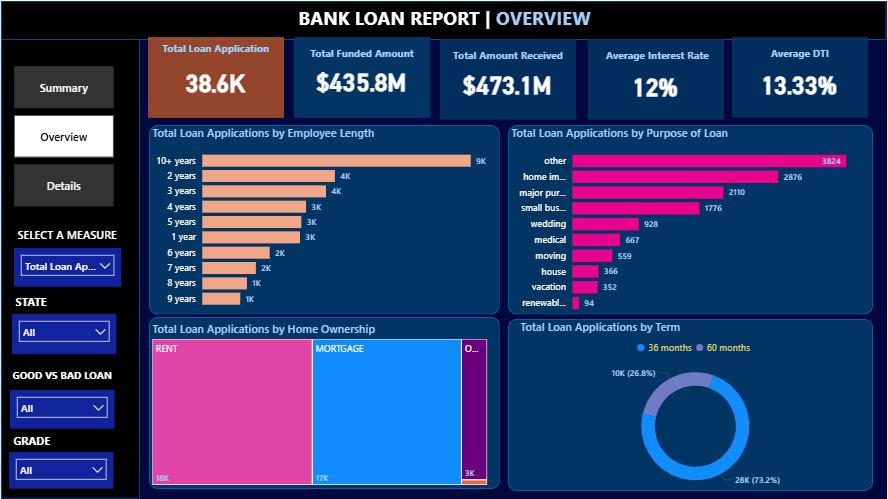 BANK LOAN REPORT | OVERVIEW
Summary
Overview
Details
SELECT A MEASURE
Total Loan Ap...
STATE
All
GOOD VS BAD LOAN
All
GRADE
All
Total Loan Application
38.6K
Total Funded Amount
$435.8M
Total Amount Received
$473.1M
Average Interest Rate
12%
Average DTI
13.33%
Total Loan Applications by Employee Length
10+ years 9K
2 years 4K
3 years 4K
4 years 3K
5 years 3K
1 year 3K
6 years 2K
7 years 2K
8 years 1K
9 years 1K
Total Loan Applications by Purpose of Loan
other 3824
home im... 2876
major pur... 2110
small bus... 1776
wedding 928
medical 667
moving 559
house 366
vacation 352
renewabl... 94
Total Loan Applications by Home Ownership
RENT
18K
MORTGAGE
17K
O...
3K
Total Loan Applications by Term
36 months 60 months
10K (26.8%)
28K (73.2%)